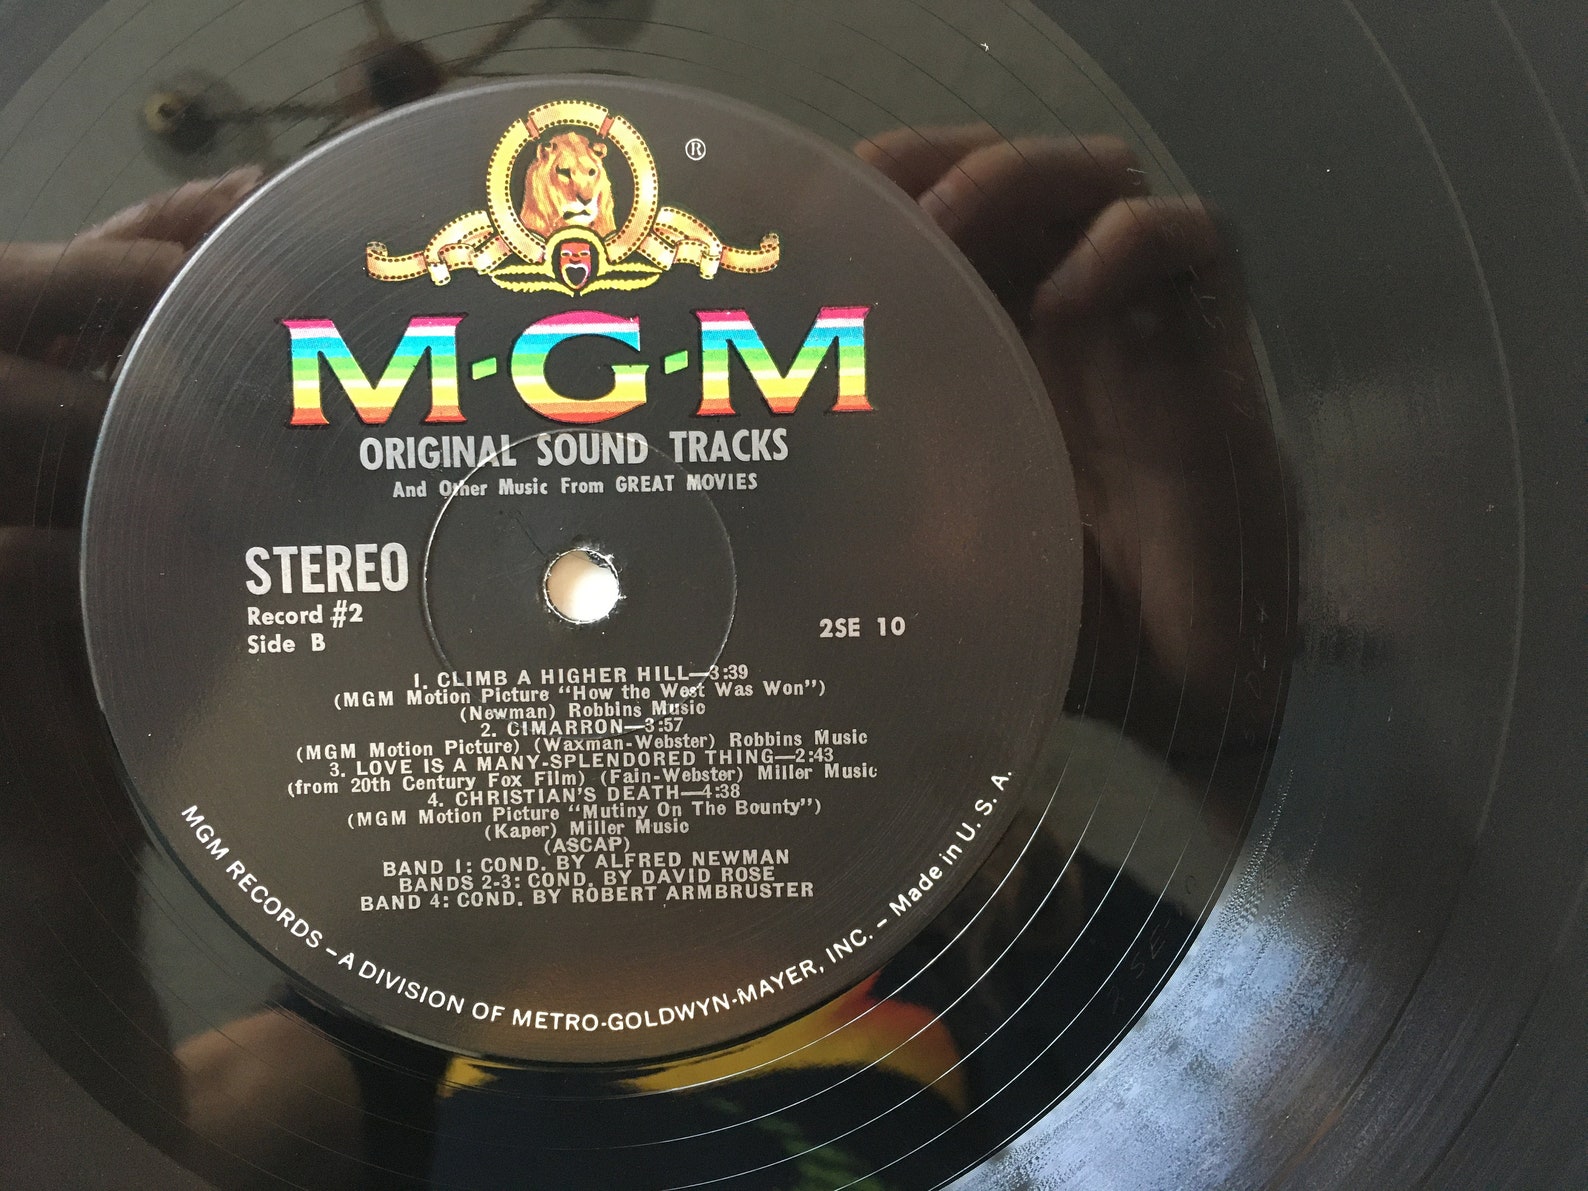 ®
M-G-M
ORIGINAL SOUND TRACKS
And Other Music From GREAT MOVIES
STEREO
Record #2
Side B
2SE 10
1. CLIMB A HIGHER HILL—3:39
(MGM Motion Picture "How the West Was Won")
(Newman) Robbins Music
2. CIMARRON—3:57
(MGM Motion Picture) (Waxman-Webster) Robbins Music
3. LOVE IS A MANY-SPLENDORED THING—2:43
(from 20th Century Fox Film) (Fain-Webster) Miller Music
4. CHRISTIAN'S DEATH—4:38
(MGM Motion Picture "Mutiny On The Bounty")
(Kaper) Miller Music
(ASCAP)
BAND 1: COND. BY ALFRED NEWMAN
BANDS 2-3: COND. BY DAVID ROSE
BAND 4: COND. BY ROBERT ARMBRUSTER
MGM RECORDS – A DIVISION OF METRO-GOLDWYN-MAYER, INC. – Made in U. S. A.